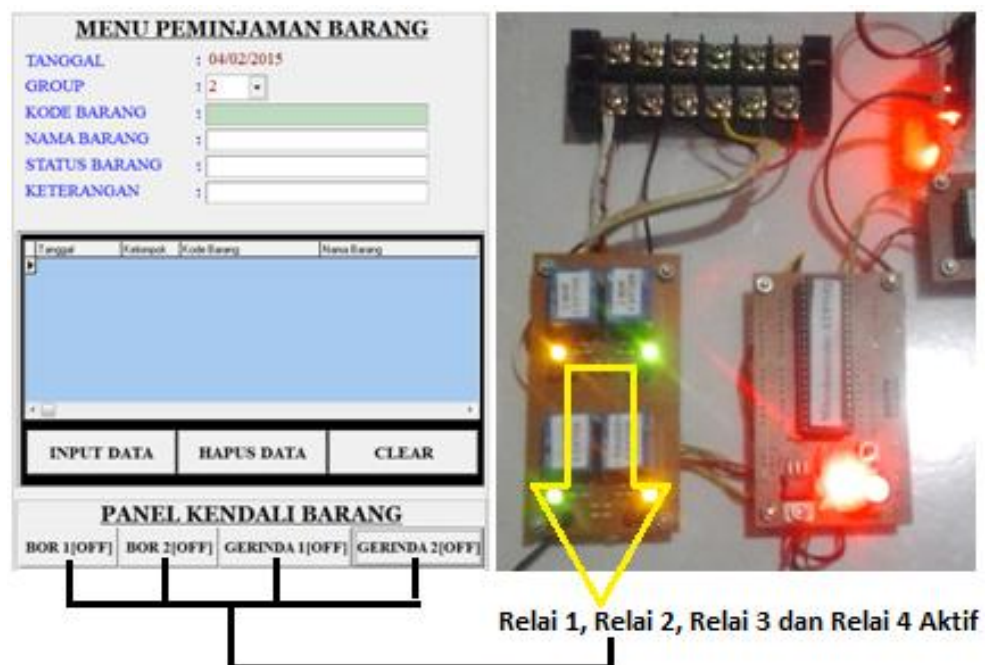 MENU PEMINJAMAN BARANG
TANGGAL : 04/02/2015
GROUP : 2
KODE BARANG :
NAMA BARANG :
STATUS BARANG :
KETERANGAN :
Tanggal Kelompok Kode Barang Nama Barang
INPUT DATA HAPUS DATA CLEAR
PANEL KENDALI BARANG
BOR 1[OFF] BOR 2[OFF] GERINDA 1[OFF] GERINDA 2[OFF]
Relai 1, Relai 2, Relai 3 dan Relai 4 Aktif